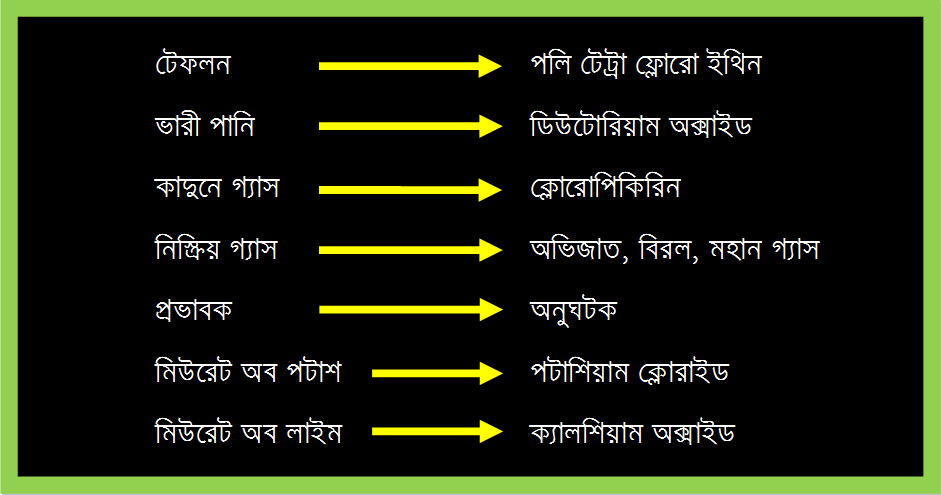 টেফলন পলি টেট্রা ফ্লোরো ইথিন
ভারী পানি ডিউটোরিয়াম অক্সাইড
কাদুনে গ্যাস ক্লোরোপিকিরিন
নিস্ক্রিয় গ্যাস অভিজাত, বিরল, মহান গ্যাস
প্রভাবক অনুঘটক
মিউরেট অব পটাশ পটাশিয়াম ক্লোরাইড
মিউরেট অব লাইম ক্যালশিয়াম অক্সাইড